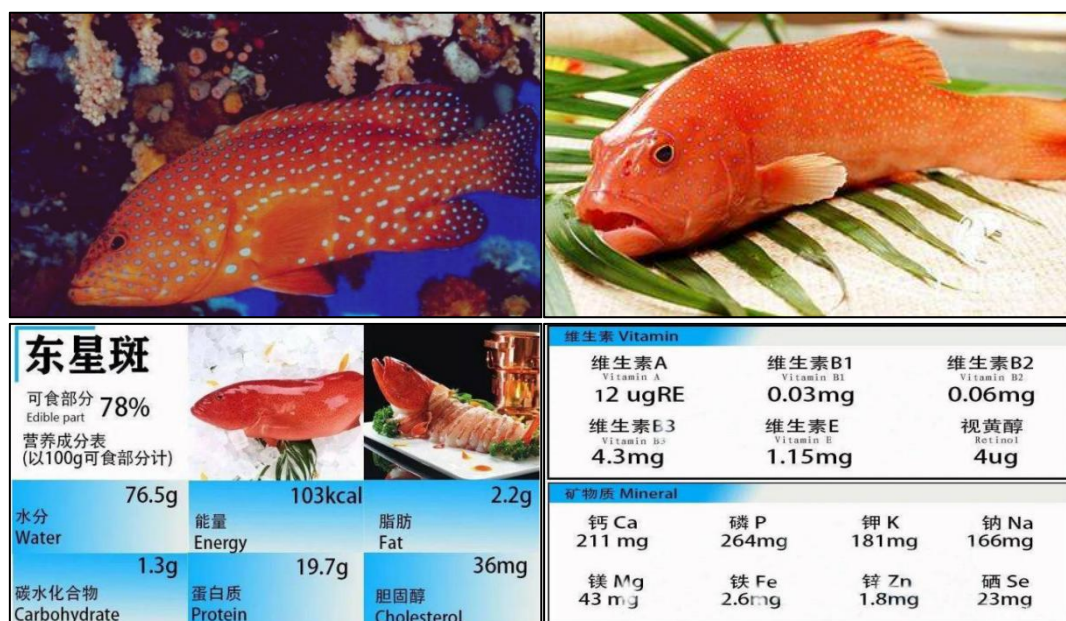 东星斑
可食部分 78%
Edible part
营养成分表
(以100g可食部分计)
76.5g
水分
Water
103kcal
能量
Energy
2.2g
脂肪
Fat
1.3g
碳水化合物
Carbohydrate
19.7g
蛋白质
Protein
36mg
胆固醇
Cholesterol
维生素 Vitamin
维生素A 维生素B1 维生素B2
Vitamin A Vitamin B1 Vitamin B2
12 ugRE 0.03mg 0.06mg
维生素B3 维生素E 视黄醇
Vitamin B3 Vitamin E Retinol
4.3mg 1.15mg 4ug
矿物质 Mineral
钙 Ca 磷 P 钾 K 钠 Na
211 mg 264mg 181mg 166mg
镁 Mg 铁 Fe 锌 Zn 硒 Se
43 mg 2.6mg 1.8mg 23mg